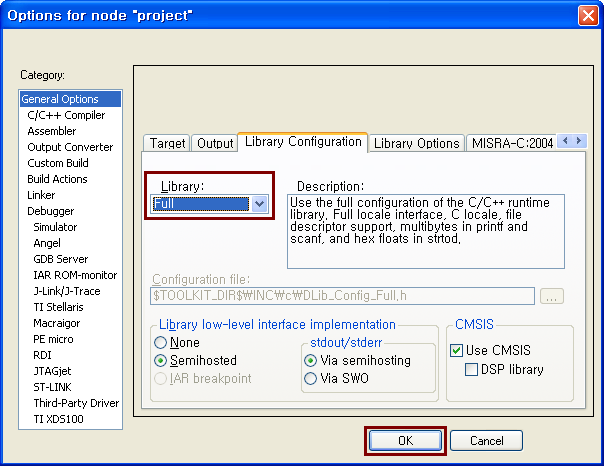 Options for node "project"
Category:
General Options
C/C++ Compiler
Assembler
Output Converter
Custom Build
Build Actions
Linker
Debugger
Simulator
Angel
GDB Server
IAR ROM-monitor
J-Link/J-Trace
TI Stellaris
Macraigor
PE micro
RDI
JTAGjet
ST-LINK
Third-Party Driver
TI XDS100
Target Output Library Configuration Library Options MISRA-C:2004
Library:
Full
Description:
Use the full configuration of the C/C++ runtime
library. Full locale interface, C locale, file
descriptor support, multibytes in printf and
scanf, and hex floats in strtod.
Configuration file:
$TOOLKIT_DIR$₩INC₩c₩DLib_Config_Full.h
...
Library low-level interface implementation
None
Semihosted
IAR breakpoint
stdout/stderr
Via semihosting
Via SWO
CMSIS
Use CMSIS
DSP library
OK
Cancel